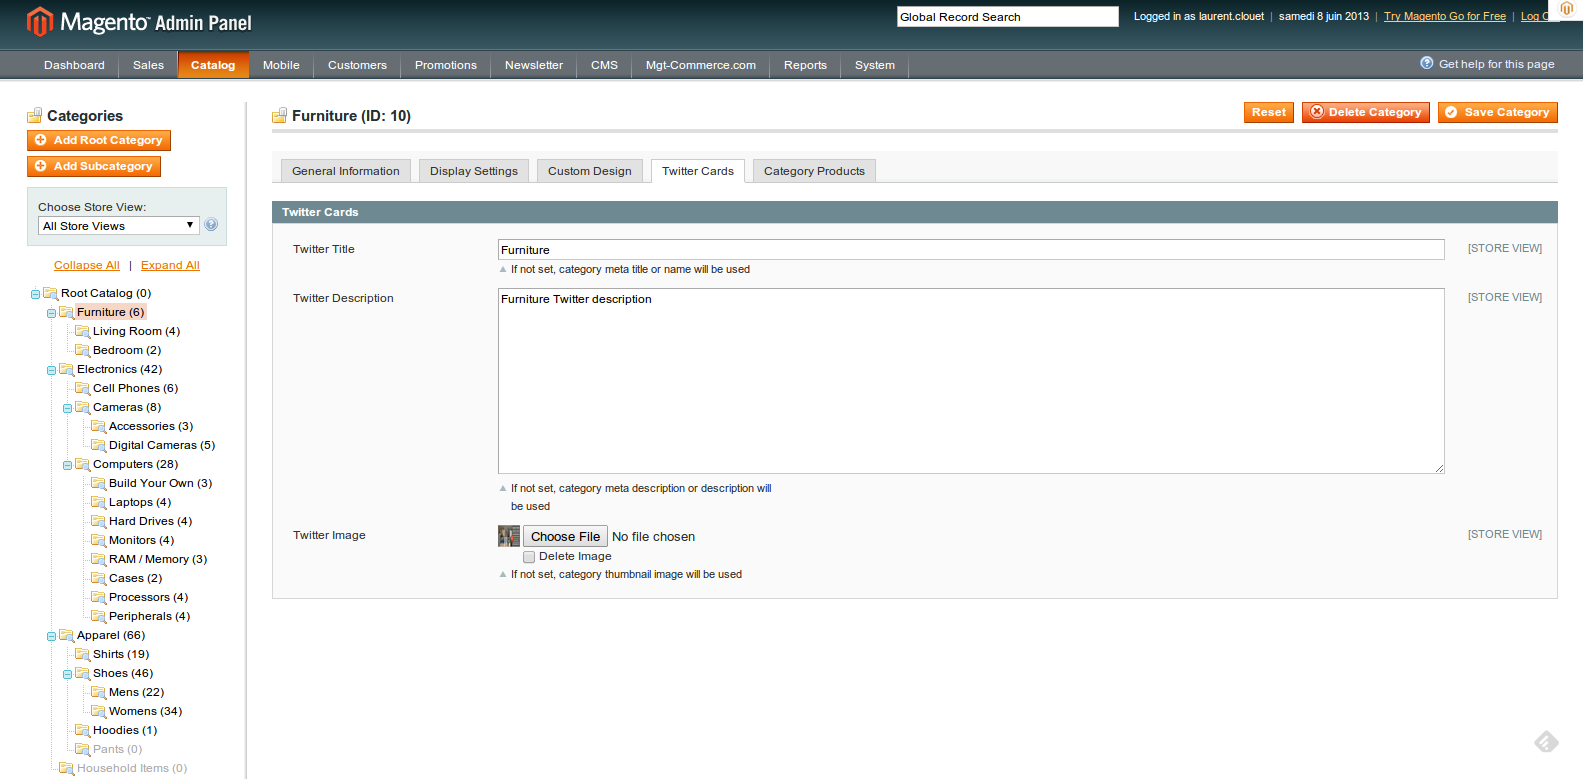 Magento™ Admin Panel
Global Record Search
Logged in as laurent.clouet | samedi 8 juin 2013 | Try Magento Go for Free | Log
Dashboard Sales Catalog Mobile Customers Promotions Newsletter CMS Mgt-Commerce.com Reports System Get help for this page
Categories
Add Root Category
Add Subcategory
Choose Store View:
All Store Views
Collapse All | Expand All
Root Catalog (0)
Furniture (6)
Living Room (4)
Bedroom (2)
Electronics (42)
Cell Phones (6)
Cameras (8)
Accessories (3)
Digital Cameras (5)
Computers (28)
Build Your Own (3)
Laptops (4)
Hard Drives (4)
Monitors (4)
RAM / Memory (3)
Cases (2)
Processors (4)
Peripherals (4)
Apparel (66)
Shirts (19)
Shoes (46)
Mens (22)
Womens (34)
Hoodies (1)
Pants (0)
Household Items (0)
Furniture (ID: 10)
Reset Delete Category Save Category
General Information Display Settings Custom Design Twitter Cards Category Products
Twitter Cards
Twitter Title Furniture [STORE VIEW]
If not set, category meta title or name will be used
Twitter Description Furniture Twitter description [STORE VIEW]
If not set, category meta description or description will
be used
Twitter Image Choose File No file chosen [STORE VIEW]
Delete Image
If not set, category thumbnail image will be used